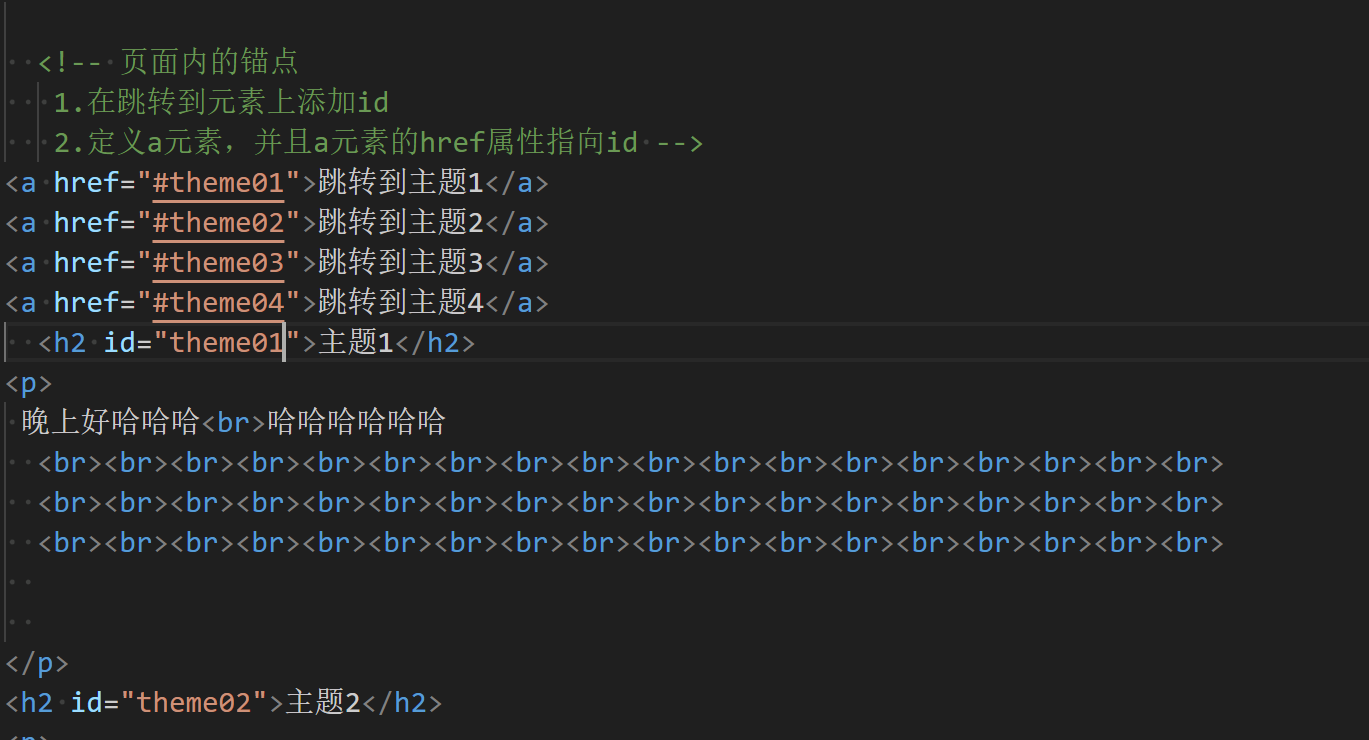 <!-- 页面内的锚点
1.在跳转到元素上添加id
2.定义a元素，并且a元素的href属性指向id -->
<a href="#theme01">跳转到主题1</a>
<a href="#theme02">跳转到主题2</a>
<a href="#theme03">跳转到主题3</a>
<a href="#theme04">跳转到主题4</a>
<h2 id="theme01">主题1</h2>
<p>
晚上好哈哈哈<br>哈哈哈哈哈哈
<br><br><br><br><br><br><br><br><br><br><br><br><br><br><br><br><br><br>
<br><br><br><br><br><br><br><br><br><br><br><br><br><br><br><br><br><br>
<br><br><br><br><br><br><br><br><br><br><br><br><br><br><br><br><br><br>
</p>
<h2 id="theme02">主题2</h2>
<p>